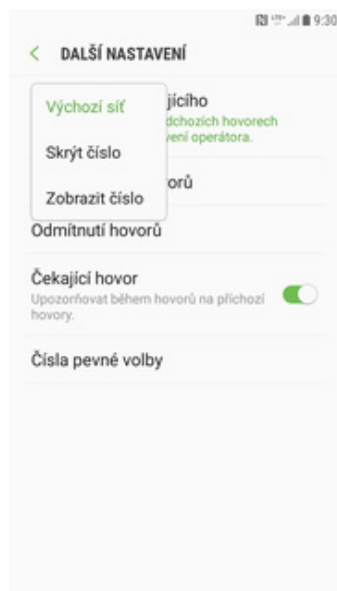 9:30
DALŠÍ NASTAVENÍ
Výchozí síť
jícího
dchozích hovorech
vení operátora.
Skrýt číslo
orů
Zobrazit číslo
Odmítnutí hovorů
Čekající hovor
Upozorňovat během hovorů na příchozí
hovory.
Čísla pevné volby